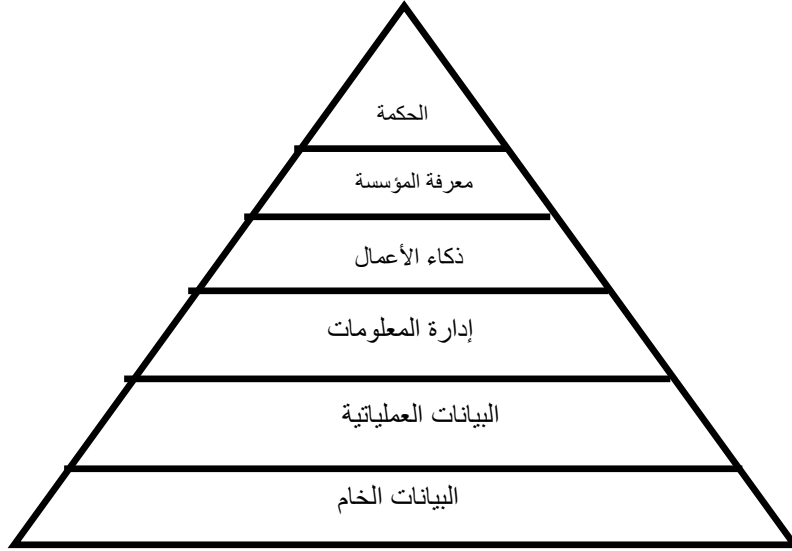 الحكمة
معرفة المؤسسة
ذكاء الأعمال
إدارة المعلومات
البيانات العملياتية
البيانات الخام